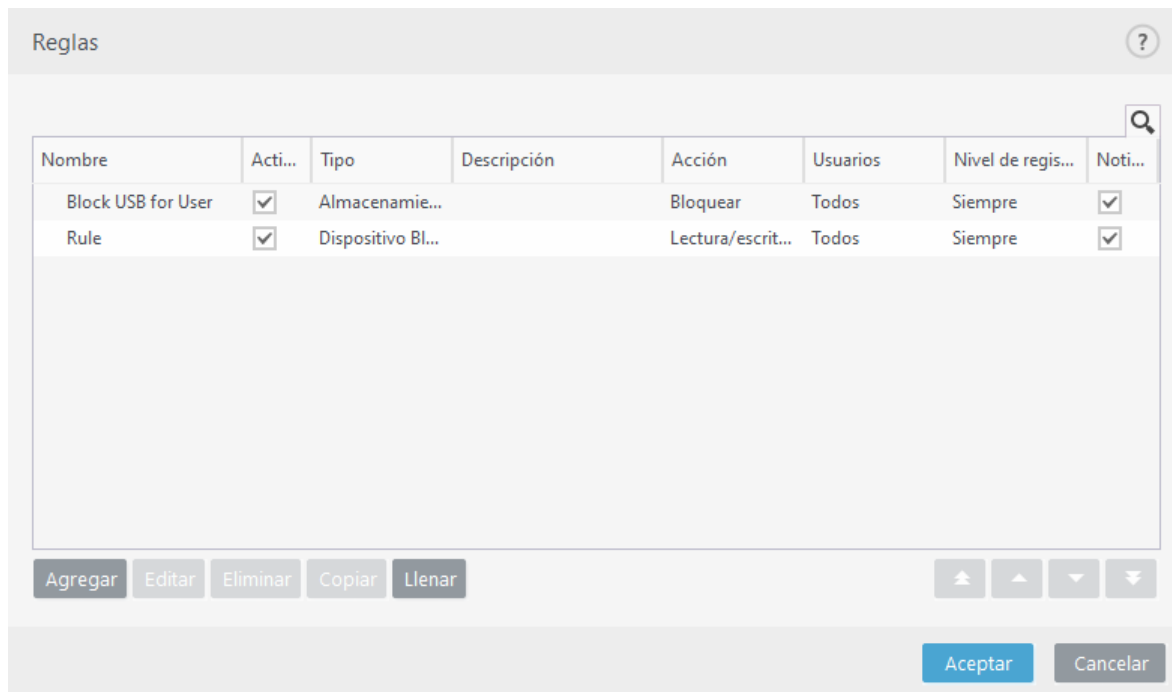 Reglas
?
Nombre Acti... Tipo Descripción Acción Usuarios Nivel de regis... Noti...
Block USB for User Almacenamie... Bloquear Todos Siempre
Rule Dispositivo Bl... Lectura/escrit... Todos Siempre
Agregar Editar Eliminar Copiar Llenar
Aceptar Cancelar